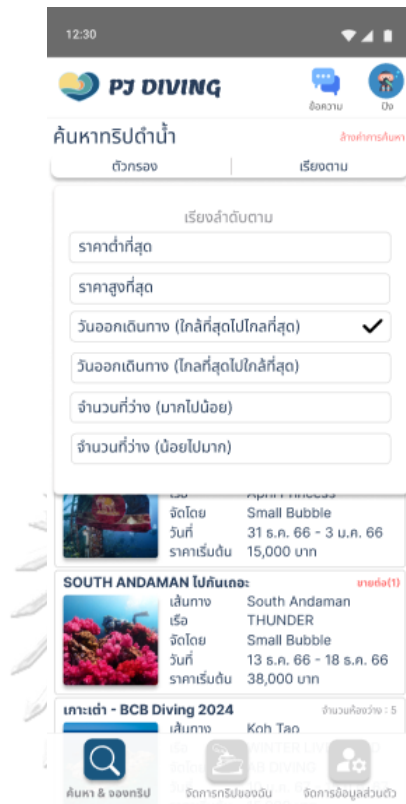 12:30
PJ DIVING
ข้อความ
ปิง
ค้นหาทริปดำน้ำ
ล้างค่าการค้นหา
ตัวกรอง
เรียงตาม
เรียงลำดับตาม
ราคาต่ำที่สุด
ราคาสูงที่สุด
วันออกเดินทาง (ใกล้ที่สุดไปไกลที่สุด)
วันออกเดินทาง (ไกลที่สุดไปใกล้ที่สุด)
จำนวนที่ว่าง (มากไปน้อย)
จำนวนที่ว่าง (น้อยไปมาก)
เรือ April Princess
จัดโดย Small Bubble
วันที่ 31 ธ.ค. 66 - 3 ม.ค. 66
ราคาเริ่มต้น 15,000 บาท
SOUTH ANDAMAN ไปกันเถอะ ขายต่อ(1)
เส้นทาง South Andaman
เรือ THUNDER
จัดโดย Small Bubble
วันที่ 13 ธ.ค. 66 - 18 ธ.ค. 66
ราคาเริ่มต้น 38,000 บาท
เกาะเต่า - BCB Diving 2024 จำนวนห้องว่าง : 5
เส้นทาง Koh Tao
ค้นหา & จองทริป
จัดการทริปของฉัน
จัดการข้อมูลส่วนตัว